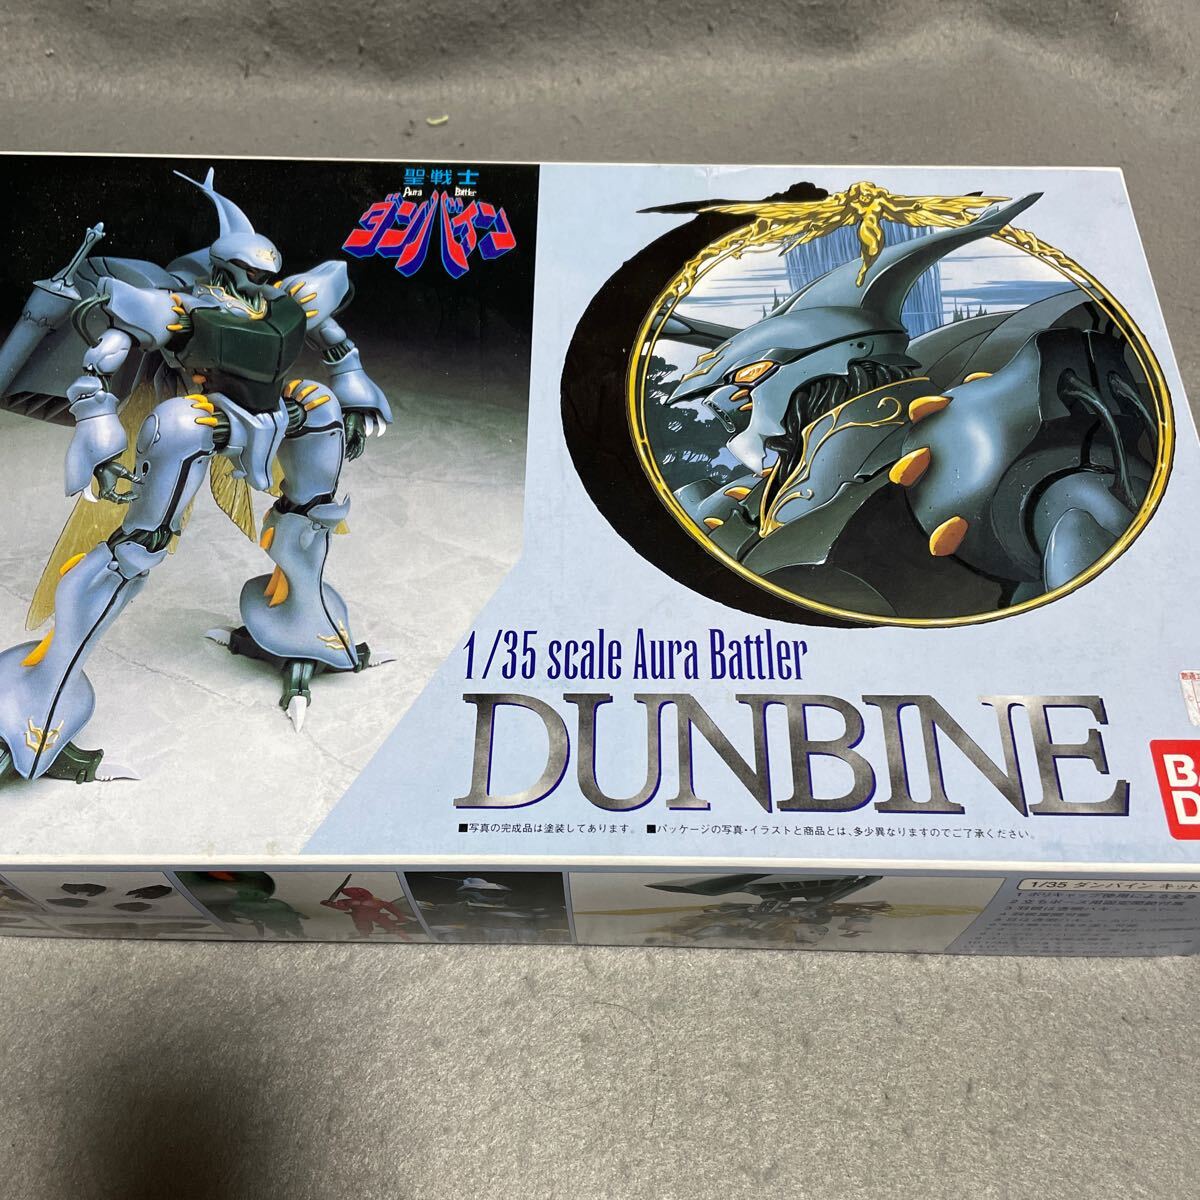 聖戦士
Aura Battler
ダンバイン
1/35 scale Aura Battler
DUNBINE
■写真の完成品は塗装してあります。 ■パッケージの写真・イラストと商品とは、多少異なりますのでご了承ください。
BA
D
1/35 ダンバイン キット